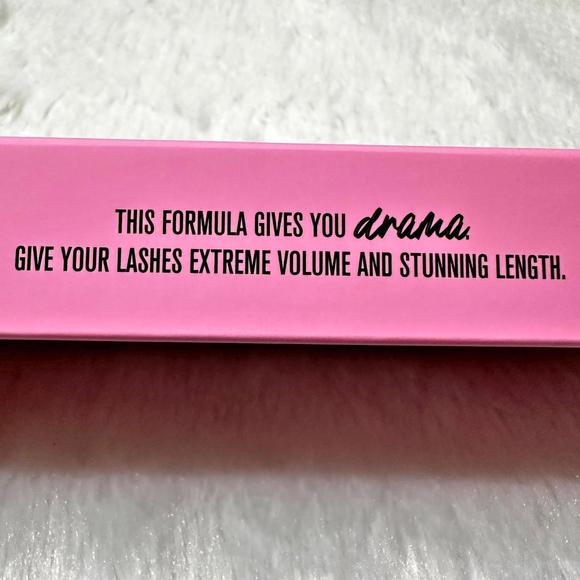 THIS FORMULA GIVES YOU drama.
GIVE YOUR LASHES EXTREME VOLUME AND STUNNING LENGTH.